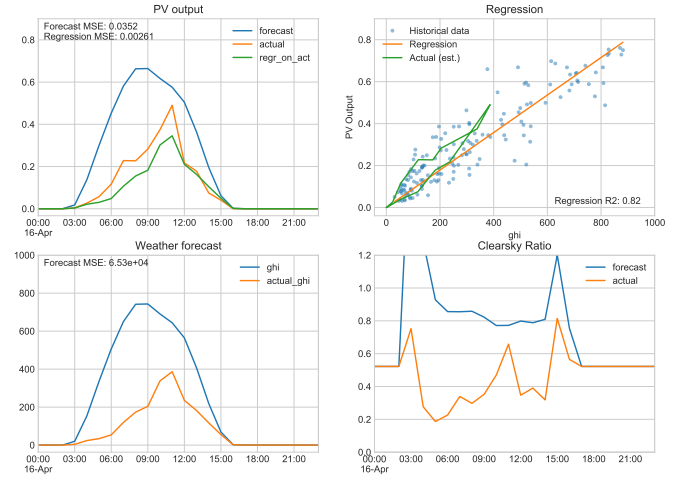 PV output
Forecast MSE: 0.0352
Regression MSE: 0.00261
forecast
actual
regr_on_act
0.8
0.6
0.4
0.2
0.0
00:00 03:00 06:00 09:00 12:00 15:00 18:00 21:00
16-Apr
Regression
Historical data
Regression
Actual (est.)
PV Output
0.8
0.6
0.4
0.2
0.0
Regression R2: 0.82
0 200 400 600 800 1000
ghi
Weather forecast
Forecast MSE: 6.53e+04
ghi
actual_ghi
1000
800
600
400
200
0
00:00 03:00 06:00 09:00 12:00 15:00 18:00 21:00
16-Apr
Clearsky Ratio
forecast
actual
1.2
1.0
0.8
0.6
0.4
0.2
0.0
00:00 03:00 06:00 09:00 12:00 15:00 18:00 21:00
16-Apr